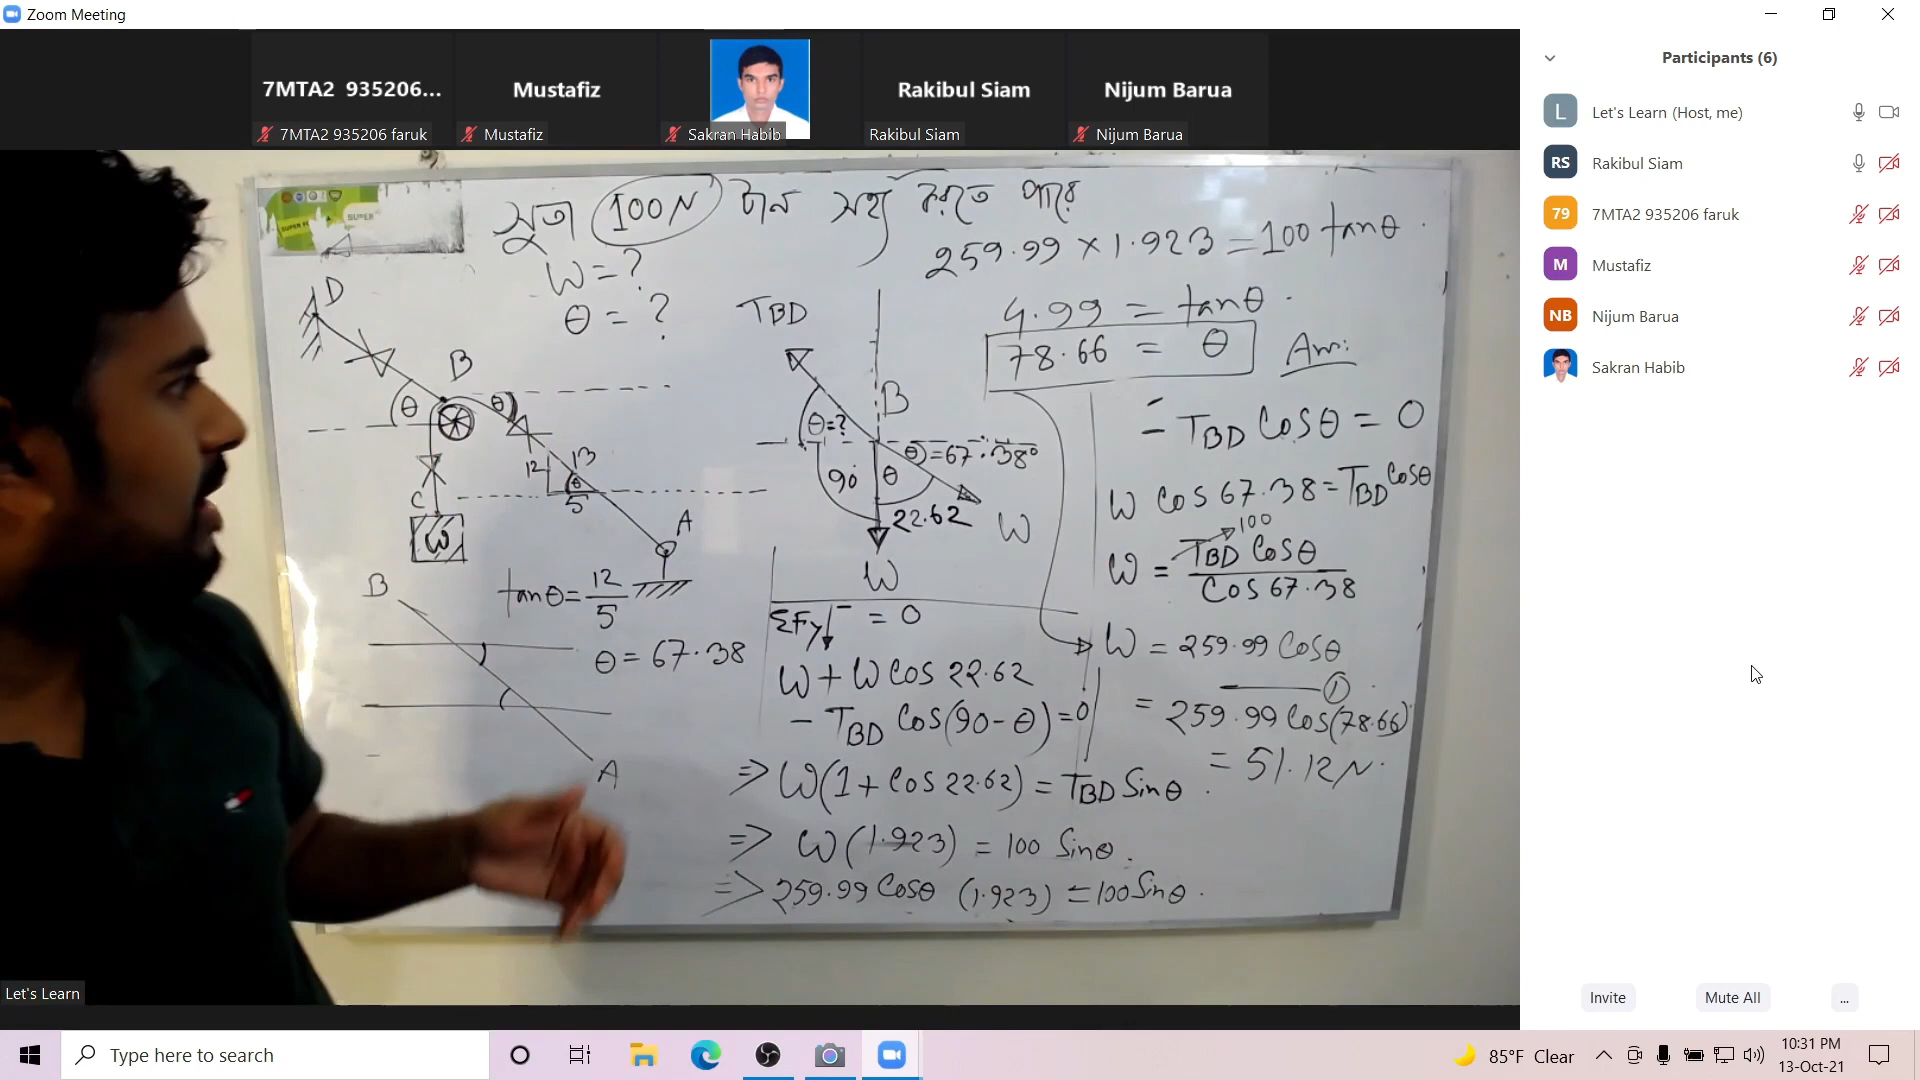 Zoom Meeting
7MTA2 935206...
Mustafiz
Rakibul Siam
Nijum Barua
7MTA2 935206 faruk
Mustafiz
Sakran Habib
Rakibul Siam
Nijum Barua
Participants (6)
L Let's Learn (Host, me)
RS Rakibul Siam
79 7MTA2 935206 faruk
M Mustafiz
NB Nijum Barua
Sakran Habib
সুতা 100N টান সহ্য করতে পারে
W = ?
θ = ?
259.99 × 1.923 = 100 tanθ
4.99 = tanθ
78.66 = θ Ans:
D
B
θ
θ
12 13
θ
5
C
W
A
tanθ = 12/5
θ = 67.38
B
A
TBD
B
θ=?
θ=67.38°
90° θ
22.62
W
W
ΣFy↓ = 0
W + W Cos 22.62
- TBD Cos(90-θ) = 0
=> W(1 + Cos 22.62) = TBD Sinθ
=> W(1.923) = 100 Sinθ
=> 259.99 Cosθ (1.923) = 100 Sinθ
- TBD Cosθ = 0
W Cos 67.38 = TBD Cosθ
100
W = TBD Cosθ / Cos 67.38
W = 259.99 Cosθ
①
= 259.99 Cos(78.66)
= 51.12 N
Let's Learn
Invite
Mute All
...
Type here to search
85°F Clear
10:31 PM
13-Oct-21